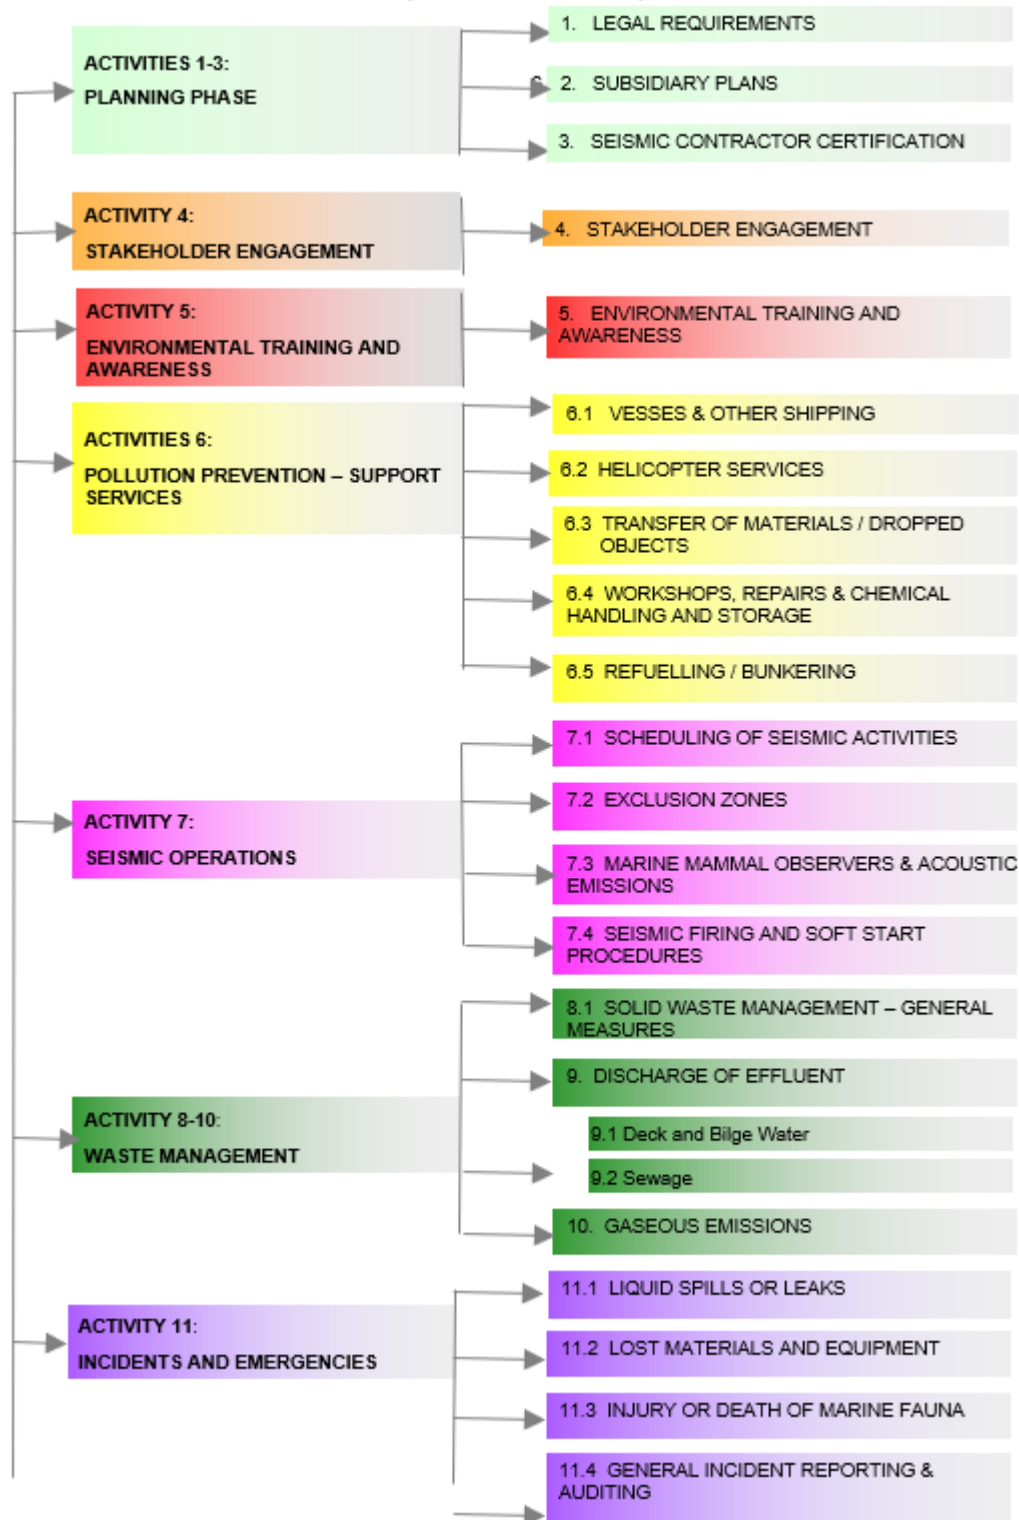 ACTIVITIES 1-3:
PLANNING PHASE
1. LEGAL REQUIREMENTS
2. SUBSIDIARY PLANS
3. SEISMIC CONTRACTOR CERTIFICATION
ACTIVITY 4:
STAKEHOLDER ENGAGEMENT
4. STAKEHOLDER ENGAGEMENT
ACTIVITY 5:
ENVIRONMENTAL TRAINING AND
AWARENESS
5. ENVIRONMENTAL TRAINING AND
AWARENESS
ACTIVITIES 6:
POLLUTION PREVENTION – SUPPORT
SERVICES
6.1 VESSES & OTHER SHIPPING
6.2 HELICOPTER SERVICES
6.3 TRANSFER OF MATERIALS / DROPPED
OBJECTS
6.4 WORKSHOPS, REPAIRS & CHEMICAL
HANDLING AND STORAGE
6.5 REFUELLING / BUNKERING
ACTIVITY 7:
SEISMIC OPERATIONS
7.1 SCHEDULING OF SEISMIC ACTIVITIES
7.2 EXCLUSION ZONES
7.3 MARINE MAMMAL OBSERVERS & ACOUSTIC
EMISSIONS
7.4 SEISMIC FIRING AND SOFT START
PROCEDURES
ACTIVITY 8-10:
WASTE MANAGEMENT
8.1 SOLID WASTE MANAGEMENT – GENERAL
MEASURES
9. DISCHARGE OF EFFLUENT
9.1 Deck and Bilge Water
9.2 Sewage
10. GASEOUS EMISSIONS
ACTIVITY 11:
INCIDENTS AND EMERGENCIES
11.1 LIQUID SPILLS OR LEAKS
11.2 LOST MATERIALS AND EQUIPMENT
11.3 INJURY OR DEATH OF MARINE FAUNA
11.4 GENERAL INCIDENT REPORTING &
AUDITING